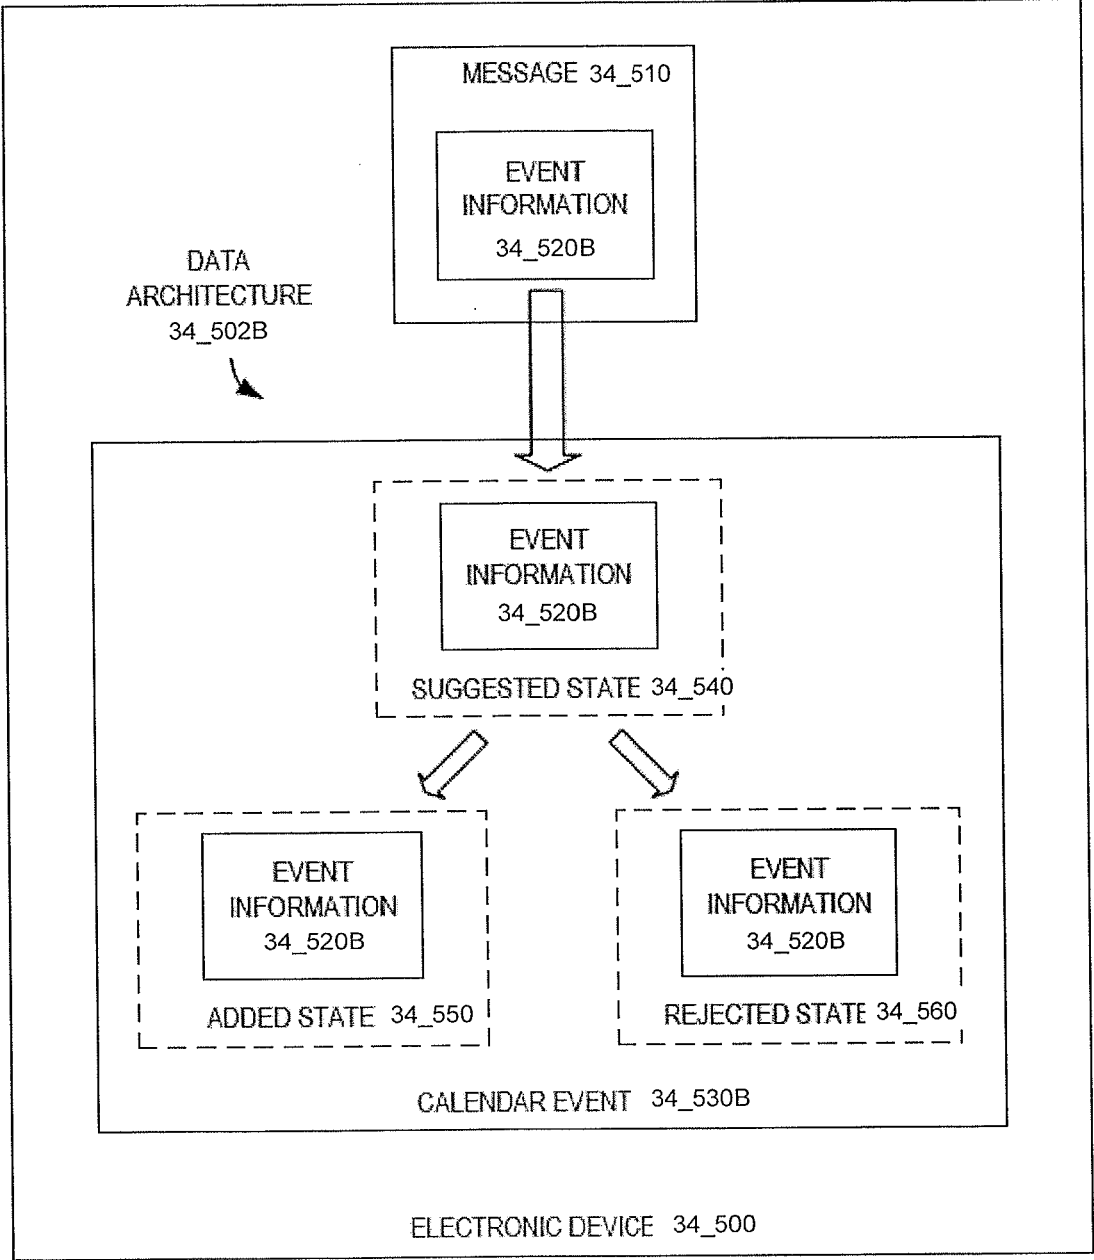 MESSAGE 34_510
EVENT
INFORMATION
34_520B
DATA
ARCHITECTURE
34_502B
EVENT
INFORMATION
34_520B
SUGGESTED STATE 34_540
EVENT
INFORMATION
34_520B
ADDED STATE 34_550
EVENT
INFORMATION
34_520B
REJECTED STATE 34_560
CALENDAR EVENT 34_530B
ELECTRONIC DEVICE 34_500